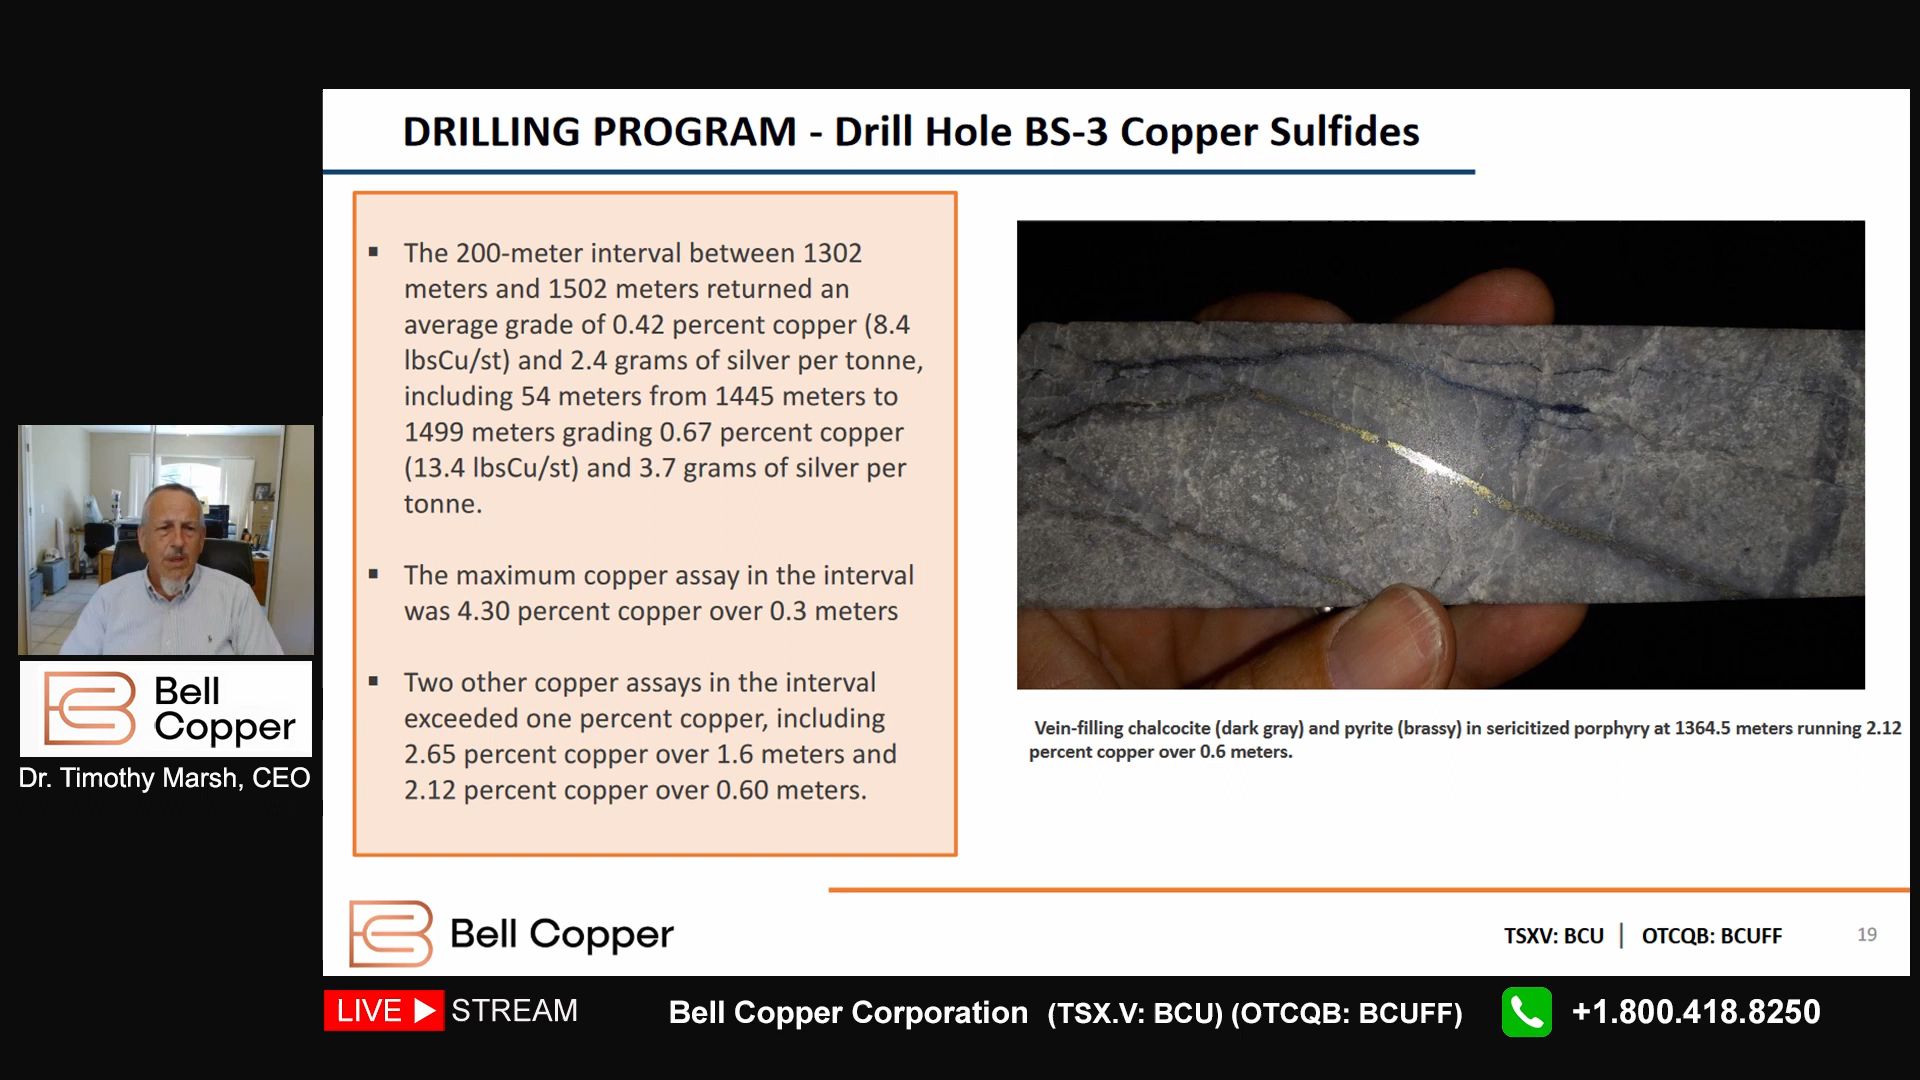 DRILLING PROGRAM - Drill Hole BS-3 Copper Sulfides
▪ The 200-meter interval between 1302
meters and 1502 meters returned an
average grade of 0.42 percent copper (8.4
lbsCu/st) and 2.4 grams of silver per tonne,
including 54 meters from 1445 meters to
1499 meters grading 0.67 percent copper
(13.4 lbsCu/st) and 3.7 grams of silver per
tonne.
▪ The maximum copper assay in the interval
was 4.30 percent copper over 0.3 meters
▪ Two other copper assays in the interval
exceeded one percent copper, including
2.65 percent copper over 1.6 meters and
2.12 percent copper over 0.60 meters.
Vein-filling chalcocite (dark gray) and pyrite (brassy) in sericitized porphyry at 1364.5 meters running 2.12
percent copper over 0.6 meters.
Bell
Copper
Dr. Timothy Marsh, CEO
Bell Copper
TSXV: BCU | OTCQB: BCUFF 19
LIVE STREAM
Bell Copper Corporation (TSX.V: BCU) (OTCQB: BCUFF)
+1.800.418.8250